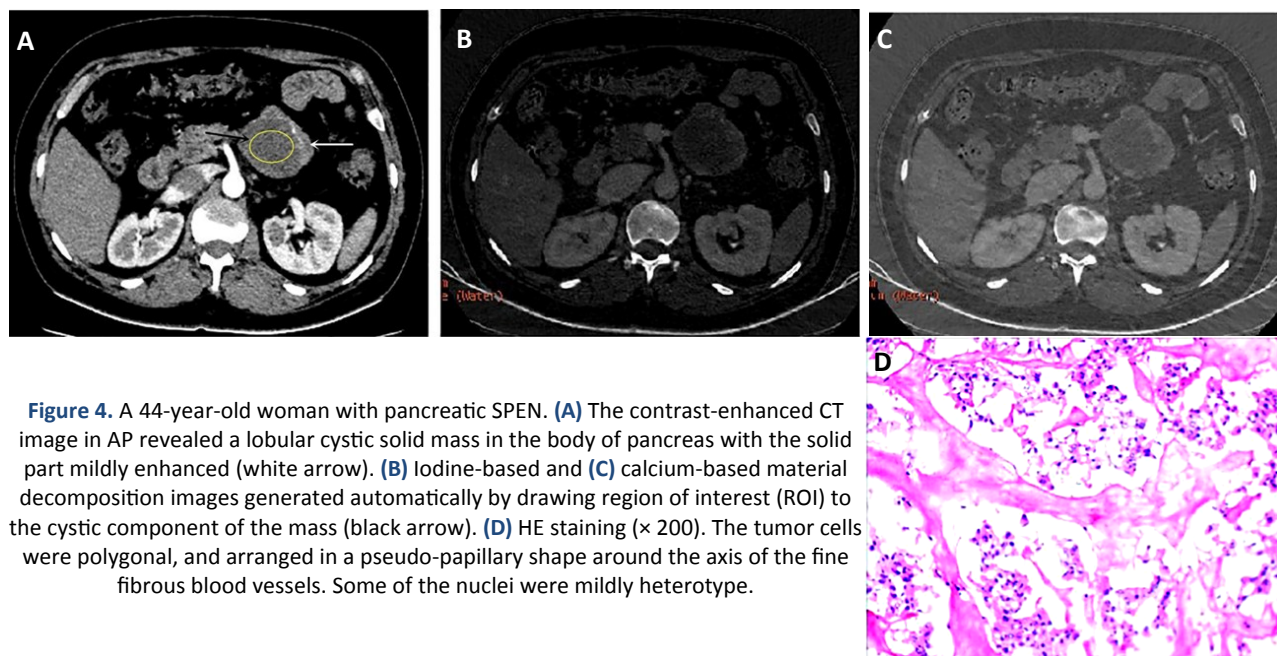 A
B
C
e (Water)
(Water)
D
Figure 4. A 44-year-old woman with pancreatic SPEN. (A) The contrast-enhanced CT
image in AP revealed a lobular cystic solid mass in the body of pancreas with the solid
part mildly enhanced (white arrow). (B) Iodine-based and (C) calcium-based material
decomposition images generated automatically by drawing region of interest (ROI) to
the cystic component of the mass (black arrow). (D) HE staining (× 200). The tumor cells
were polygonal, and arranged in a pseudo-papillary shape around the axis of the fine
fibrous blood vessels. Some of the nuclei were mildly heterotype.